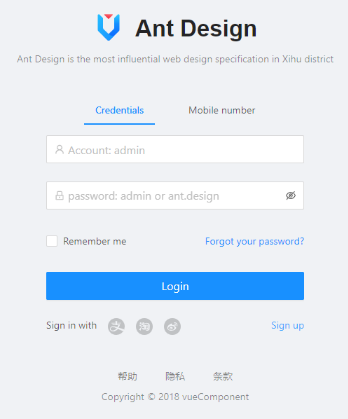 Ant Design
Ant Design is the most influential web design specification in Xihu district
Credentials Mobile number
Account: admin
password: admin or ant.design
Remember me Forgot your password?
Login
Sign in with 支 淘 Sign up
帮助 隐私 条款
Copyright © 2018 vueComponent